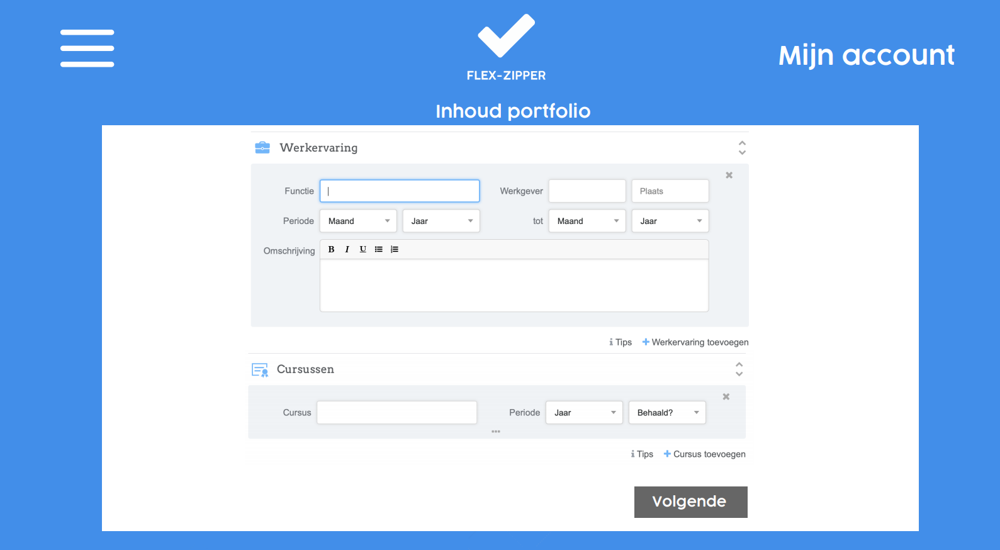 Mijn account
FLEX-ZIPPER
Inhoud portfolio
Werkervaring
Functie Werkgever Plaats
Periode Maand Jaar tot Maand Jaar
Omschrijving B I U
Tips Werkervaring toevoegen
Cursussen
Cursus Periode Jaar Behaald?
Tips Cursus toevoegen
Volgende